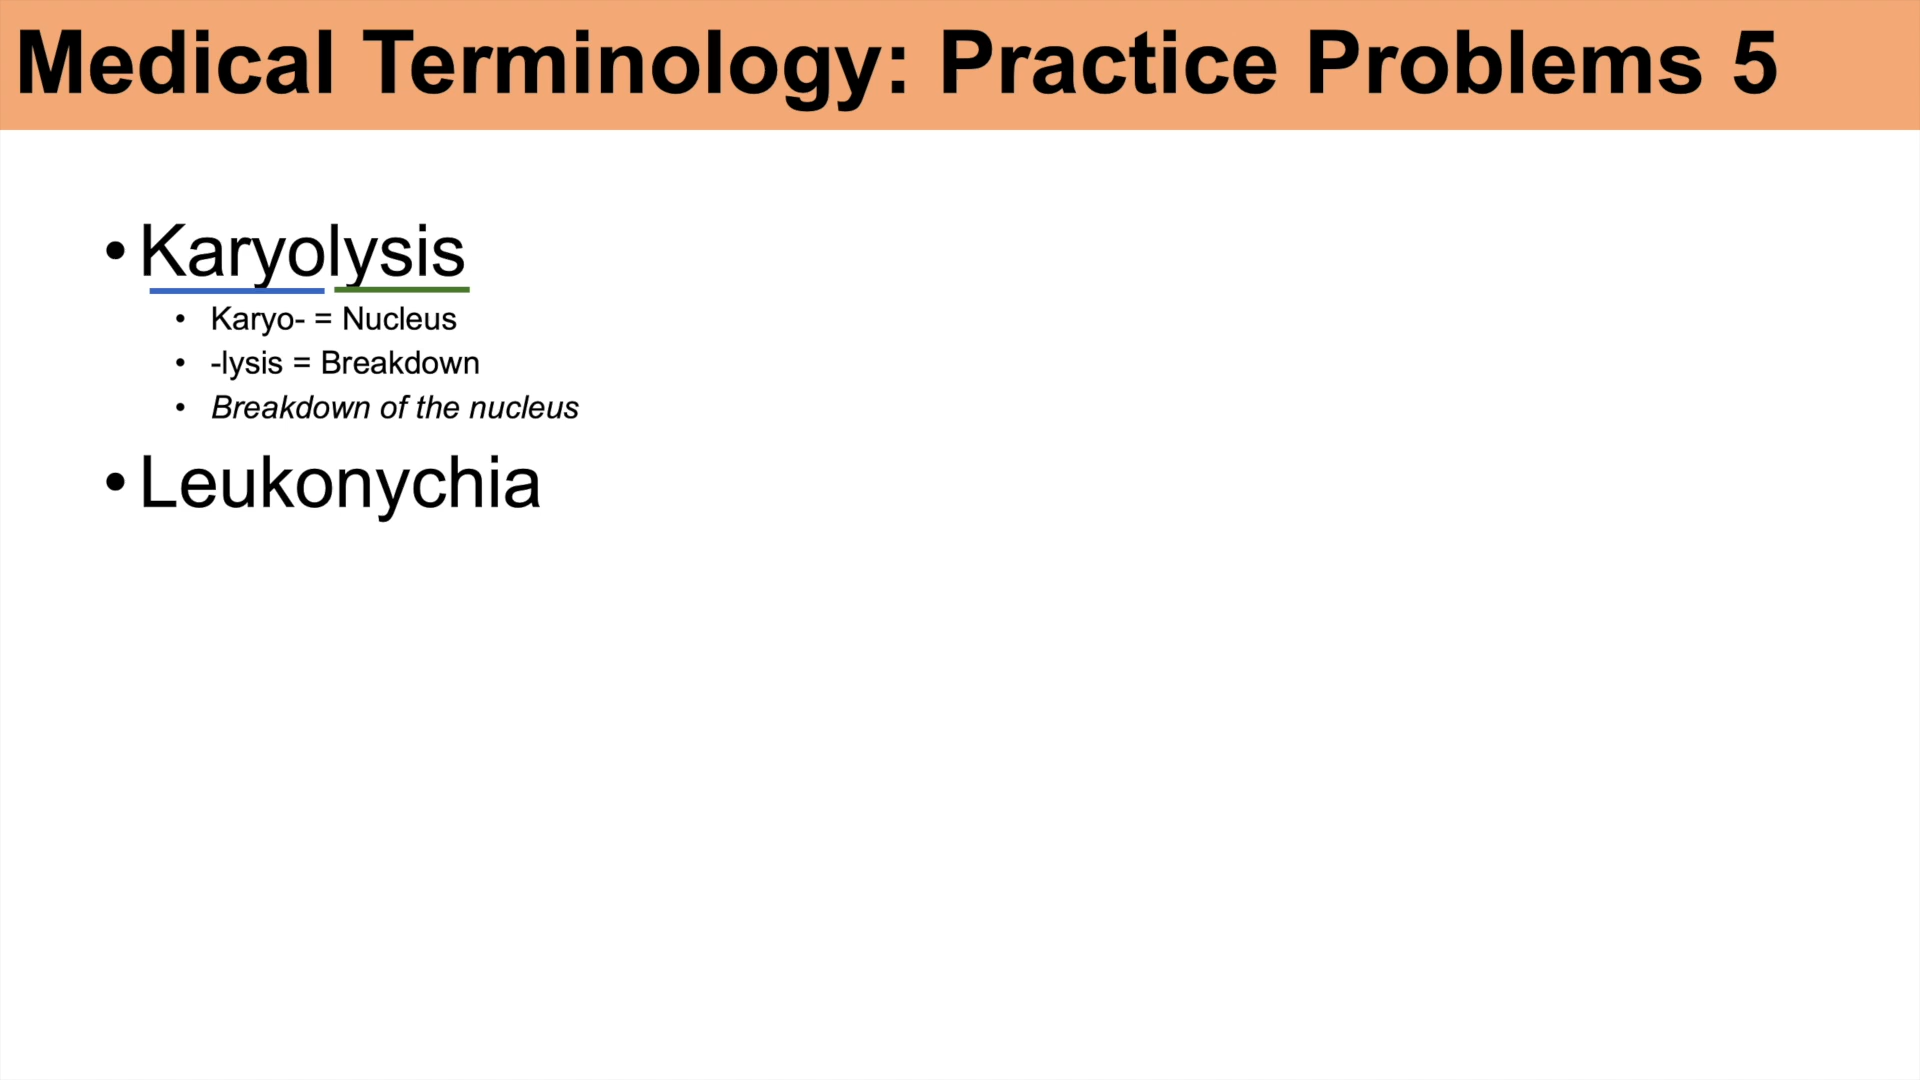 Medical Terminology: Practice Problems 5
• Karyolysis
• Karyo- = Nucleus
• -lysis = Breakdown
• Breakdown of the nucleus
• Leukonychia